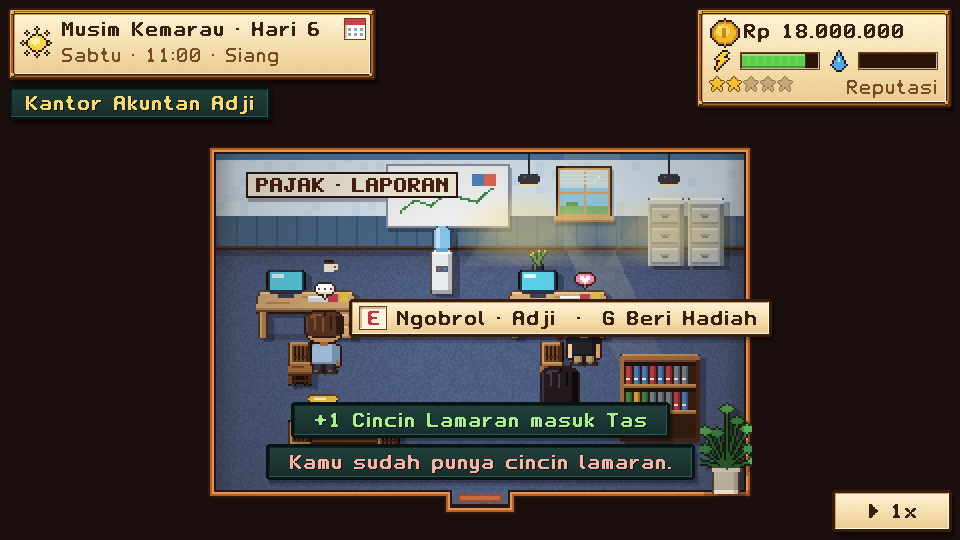 Musim Kemarau · Hari 6
Sabtu · 11:00 · Siang
Rp 18.000.000
Reputasi
Kantor Akuntan Adji
PAJAK · LAPORAN
E Ngobrol · Adji · G Beri Hadiah
+1 Cincin Lamaran masuk Tas
Kamu sudah punya cincin lamaran.
1x